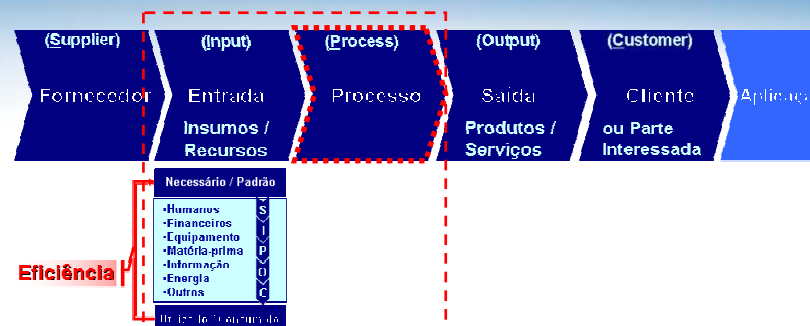 (Supplier)
(Input)
(Process)
(Output)
(Customer)
Fornecedor
Entrada
Processo
Saída
Cliente
Insumos /
Recursos
Produtos /
Serviços
ou Parte
Interessada
Necessário / Padrão
•Humanos
•Financeiros
•Equipamento
•Matéria-prima
•Informação
•Energia
•Outros
S
I
P
O
C
Eficiência